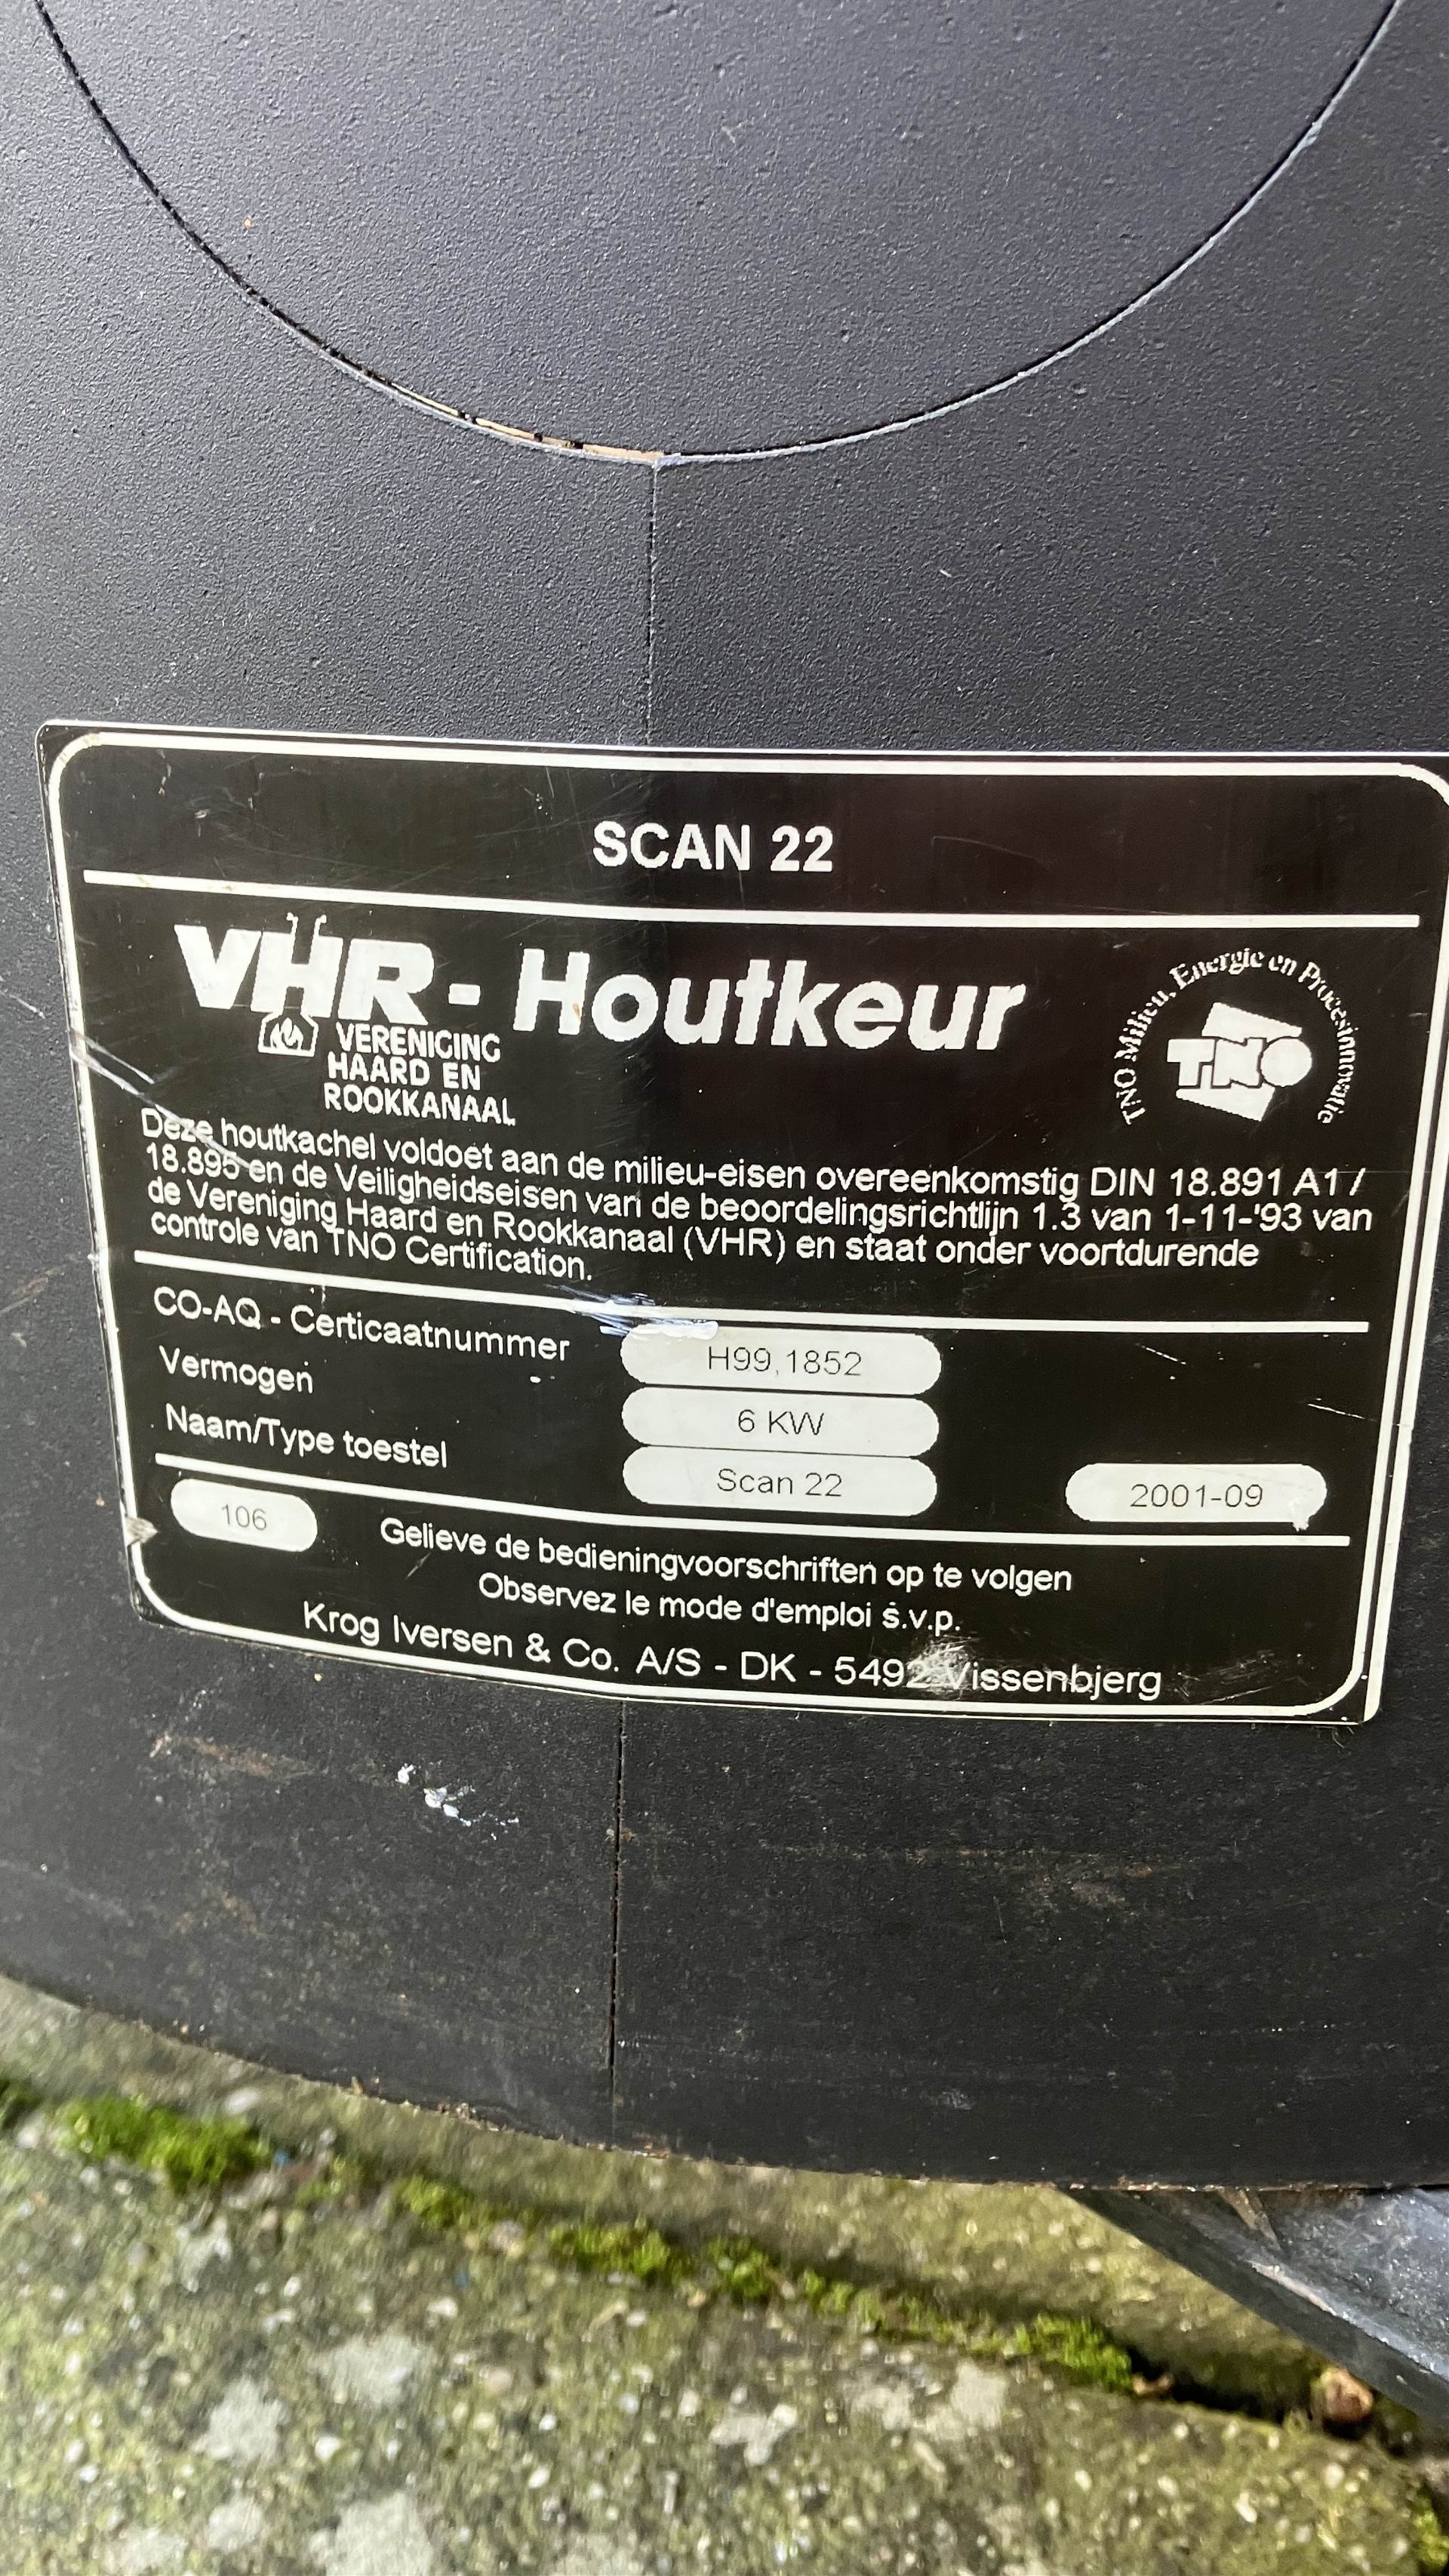 SCAN 22
VHR - Houtkeur
VERENIGING
HAARD EN
ROOKKANAAL
TNO Milieu, Energie en Procesinnovatie
TNO
Deze houtkachel voldoet aan de milieu-eisen overeenkomstig DIN 18.891 A1 /
18.895 en de Veiligheidseisen van de beoordelingsrichtlijn 1.3 van 1-11-'93 van
de Vereniging Haard en Rookkanaal (VHR) en staat onder voortdurende
controle van TNO Certification.
CO-AQ - Certicaatnummer H99,1852
Vermogen 6 KW
Naam/Type toestel Scan 22 2001-09
106 Gelieve de bedieningvoorschriften op te volgen
Observez le mode d'emploi s.v.p.
Krog Iversen & Co. A/S - DK - 5492 Vissenbjerg